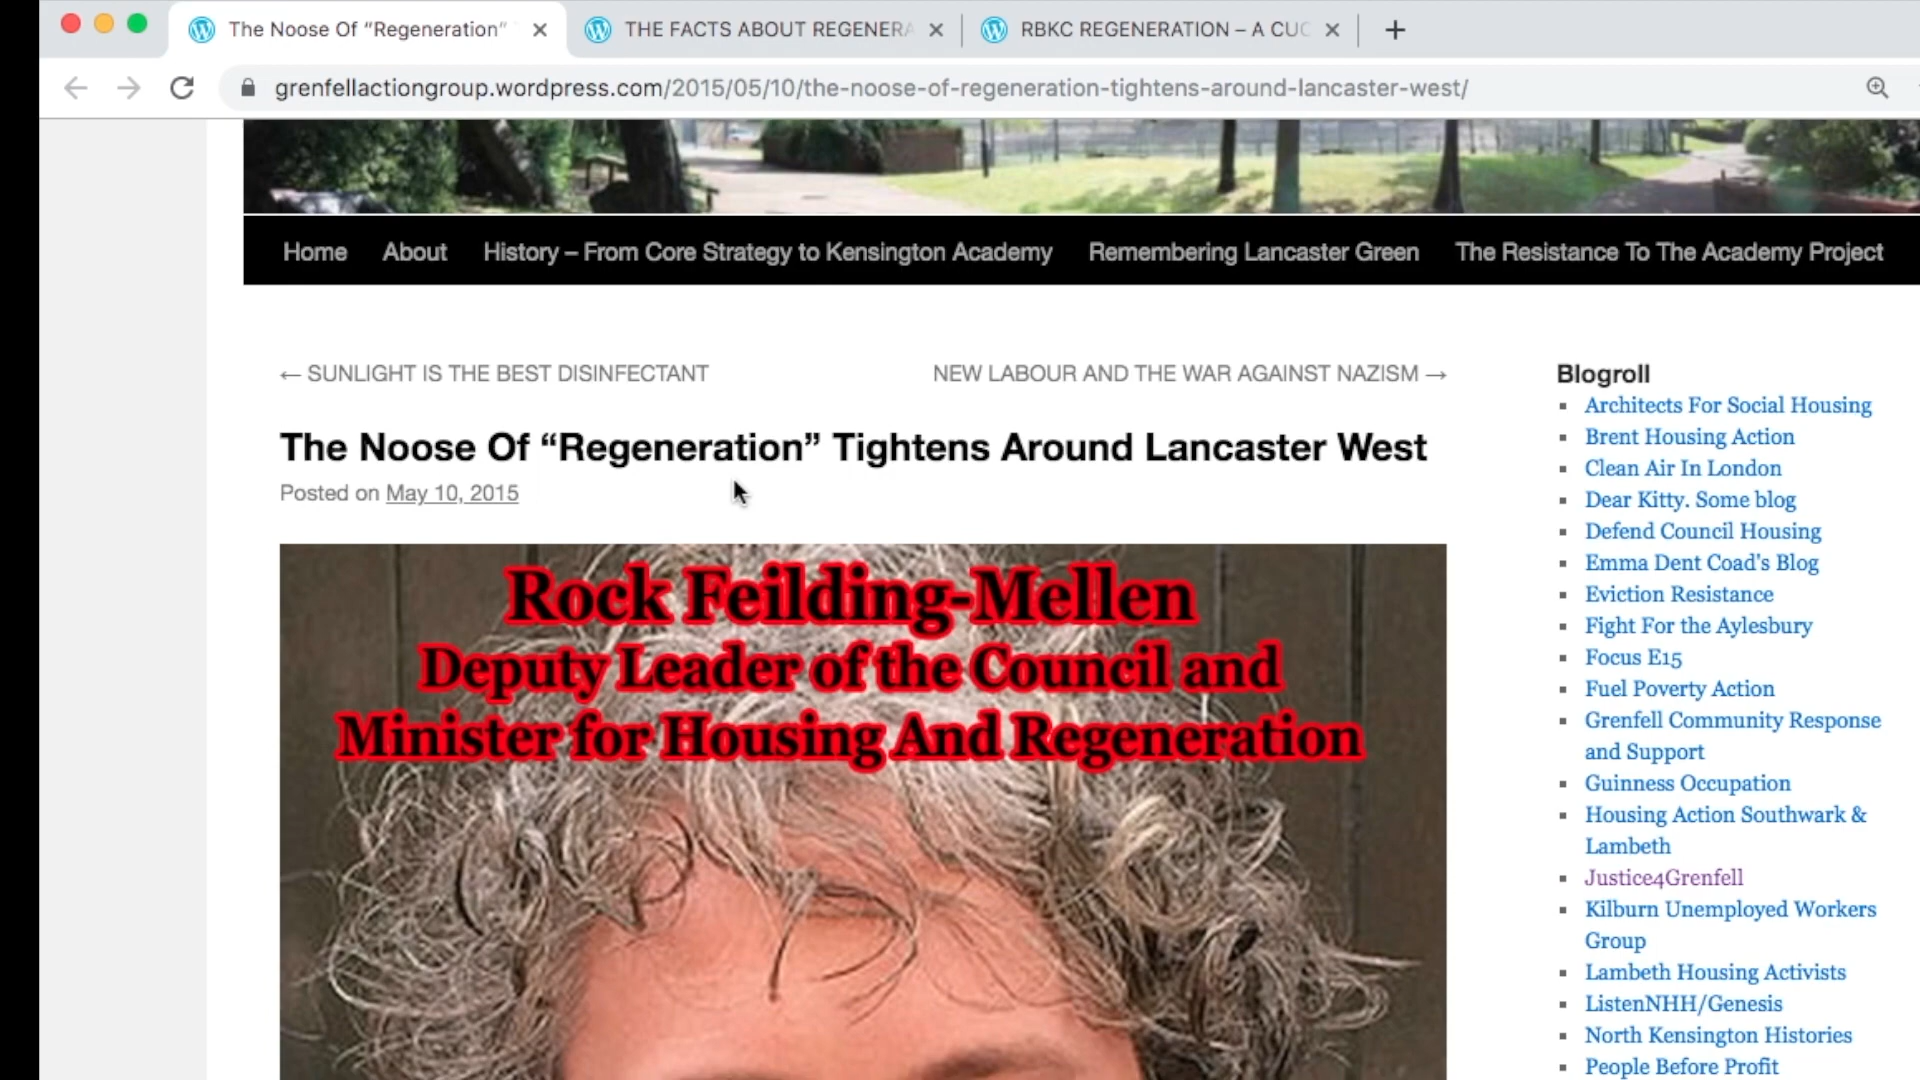 The Noose Of “Regeneration”
THE FACTS ABOUT REGENERA
RBKC REGENERATION – A CUC
grenfellactiongroup.wordpress.com/2015/05/10/the-noose-of-regeneration-tightens-around-lancaster-west/
Home About History – From Core Strategy to Kensington Academy Remembering Lancaster Green The Resistance To The Academy Project
← SUNLIGHT IS THE BEST DISINFECTANT
NEW LABOUR AND THE WAR AGAINST NAZISM →
The Noose Of “Regeneration” Tightens Around Lancaster West
Posted on May 10, 2015
Rock Feilding-Mellen
Deputy Leader of the Council and
Minister for Housing And Regeneration
Blogroll
Architects For Social Housing
Brent Housing Action
Clean Air In London
Dear Kitty. Some blog
Defend Council Housing
Emma Dent Coad's Blog
Eviction Resistance
Fight For the Aylesbury
Focus E15
Fuel Poverty Action
Grenfell Community Response
and Support
Guinness Occupation
Housing Action Southwark &
Lambeth
Justice4Grenfell
Kilburn Unemployed Workers
Group
Lambeth Housing Activists
ListenNHH/Genesis
North Kensington Histories
People Before Profit